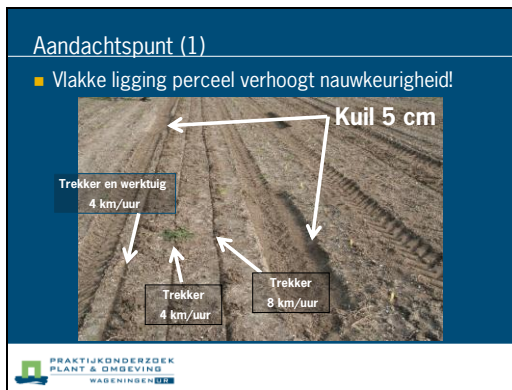 Aandachtspunt (1)
Vlakke ligging perceel verhoogt nauwkeurigheid!
Kuil 5 cm
Trekker en werktuig
4 km/uur
Trekker
4 km/uur
Trekker
8 km/uur
PRAKTIJKONDERZOEK
PLANT & OMGEVING
WAGENINGEN UR